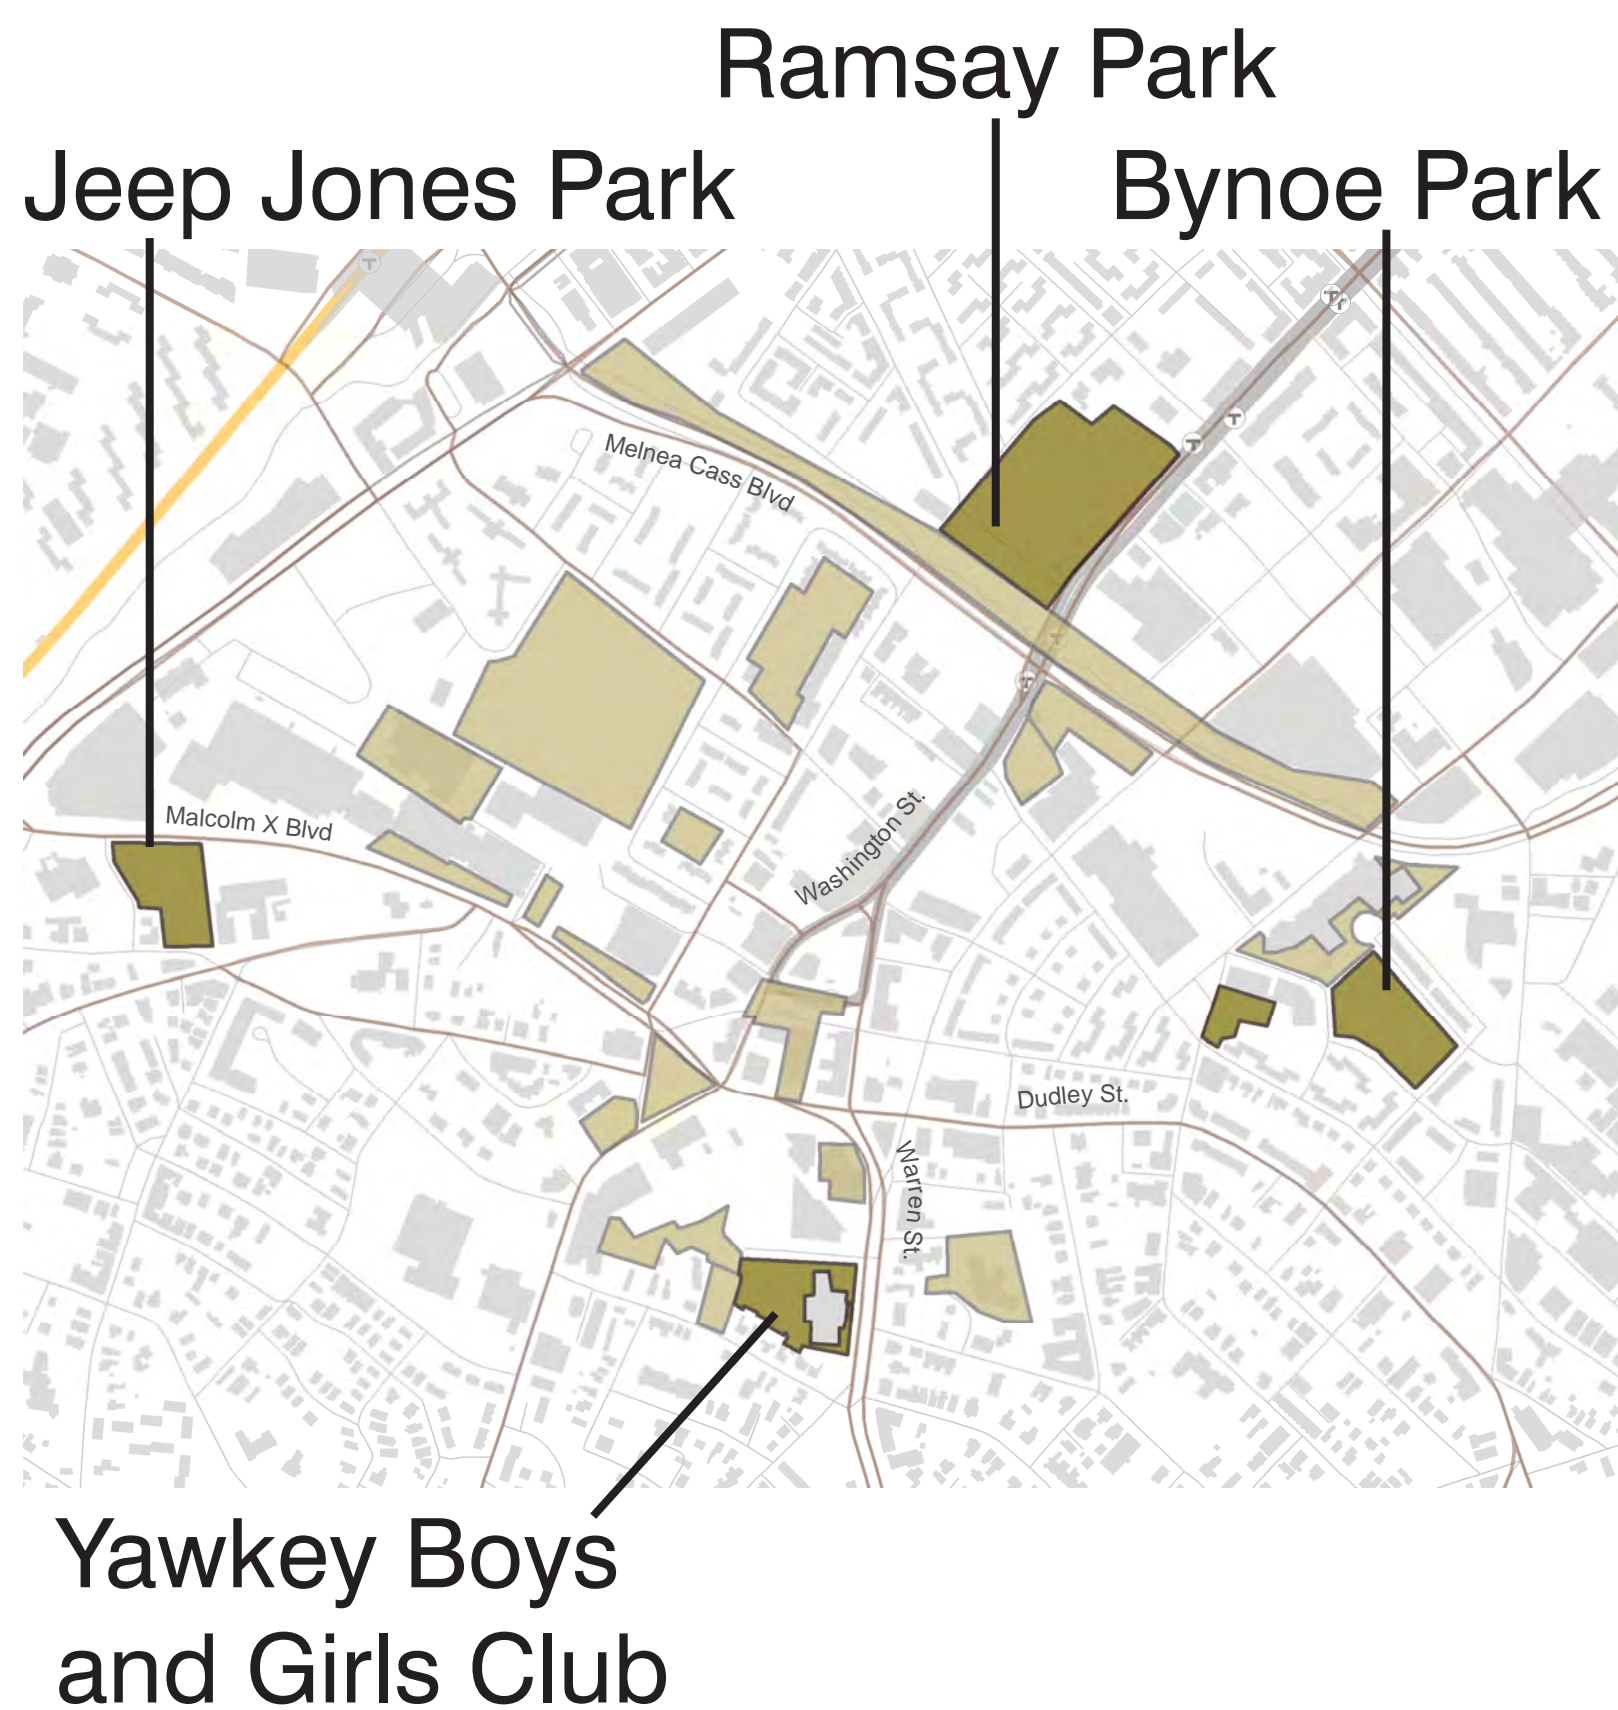 Ramsay Park
Jeep Jones Park
Bynoe Park
T
T
T
T
T
T
T
Melnea Cass Blvd
Malcolm X Blvd
Washington St.
Dudley St.
Warren St.
Yawkey Boys
and Girls Club